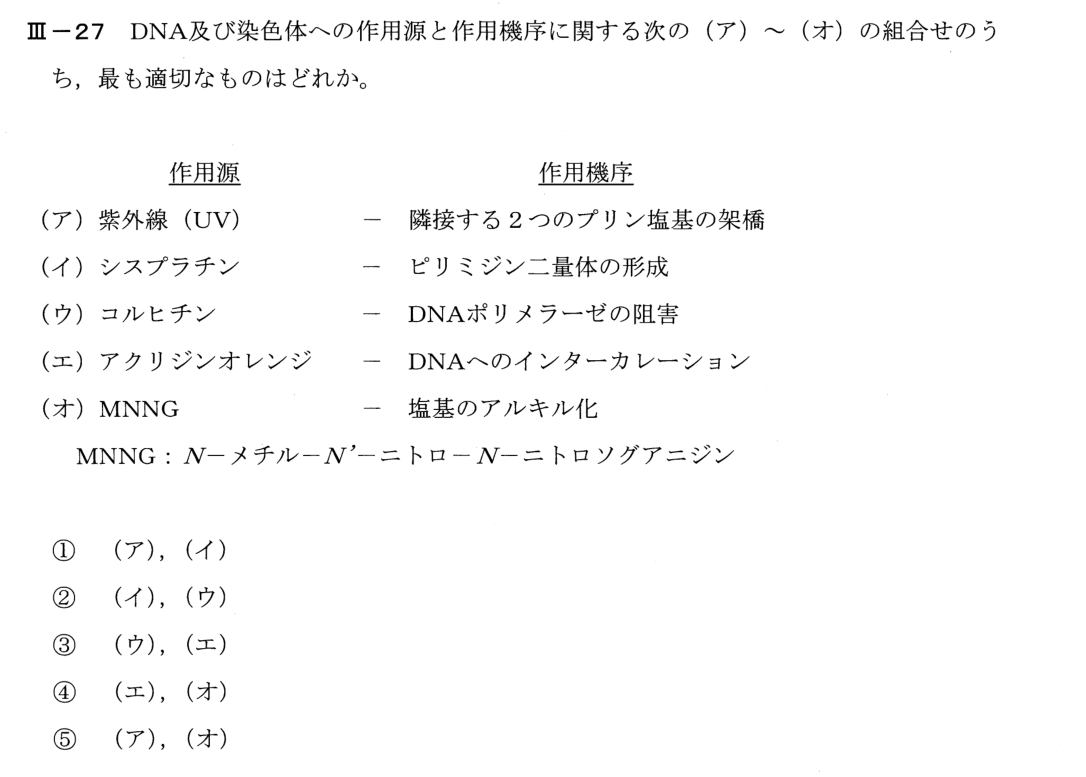 Ⅲ－27　DNA及び染色体への作用源と作用機序に関する次の（ア）～（オ）の組合せのう
ち，最も適切なものはどれか。
作用源　作用機序
（ア）紫外線（UV）　－　隣接する２つのプリン塩基の架橋
（イ）シスプラチン　－　ピリミジン二量体の形成
（ウ）コルヒチン　－　DNAポリメラーゼの阻害
（エ）アクリジンオレンジ　－　DNAへのインターカレーション
（オ）MNNG　－　塩基のアルキル化
MNNG：N－メチル－N’－ニトロ－N－ニトロソグアニジン
①　（ア），（イ）
②　（イ），（ウ）
③　（ウ），（エ）
④　（エ），（オ）
⑤　（ア），（オ）